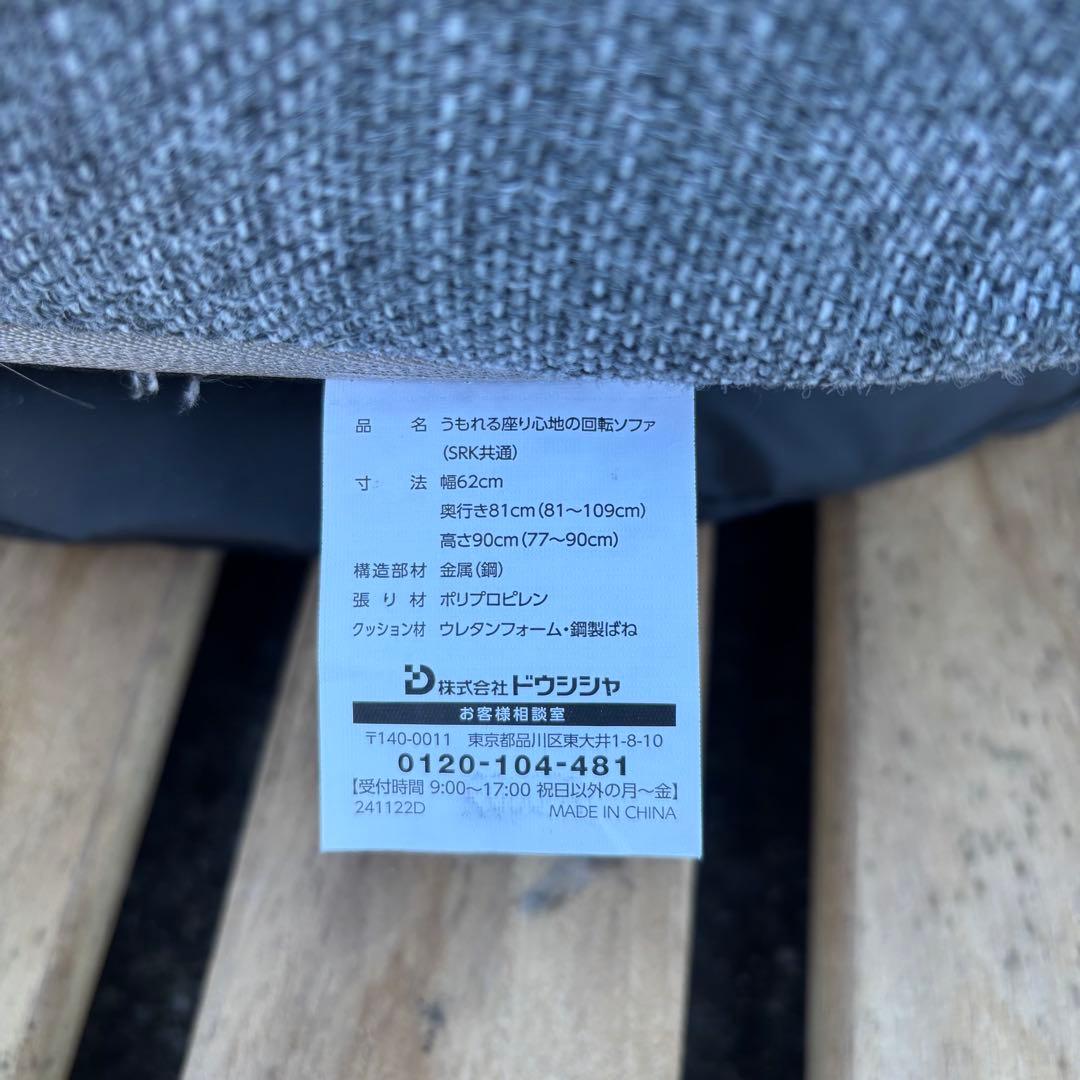 品名 うもれる座り心地の回転ソファ
(SRK共通)
寸法 幅62cm
奥行き81cm(81～109cm)
高さ90cm(77～90cm)
構造部材 金属(鋼)
張り材 ポリプロピレン
クッション材 ウレタンフォーム・鋼製ばね
株式会社ドウシシャ
お客様相談室
〒140-0011 東京都品川区東大井1-8-10
0120-104-481
【受付時間 9:00～17:00 祝日以外の月～金】
241122D MADE IN CHINA